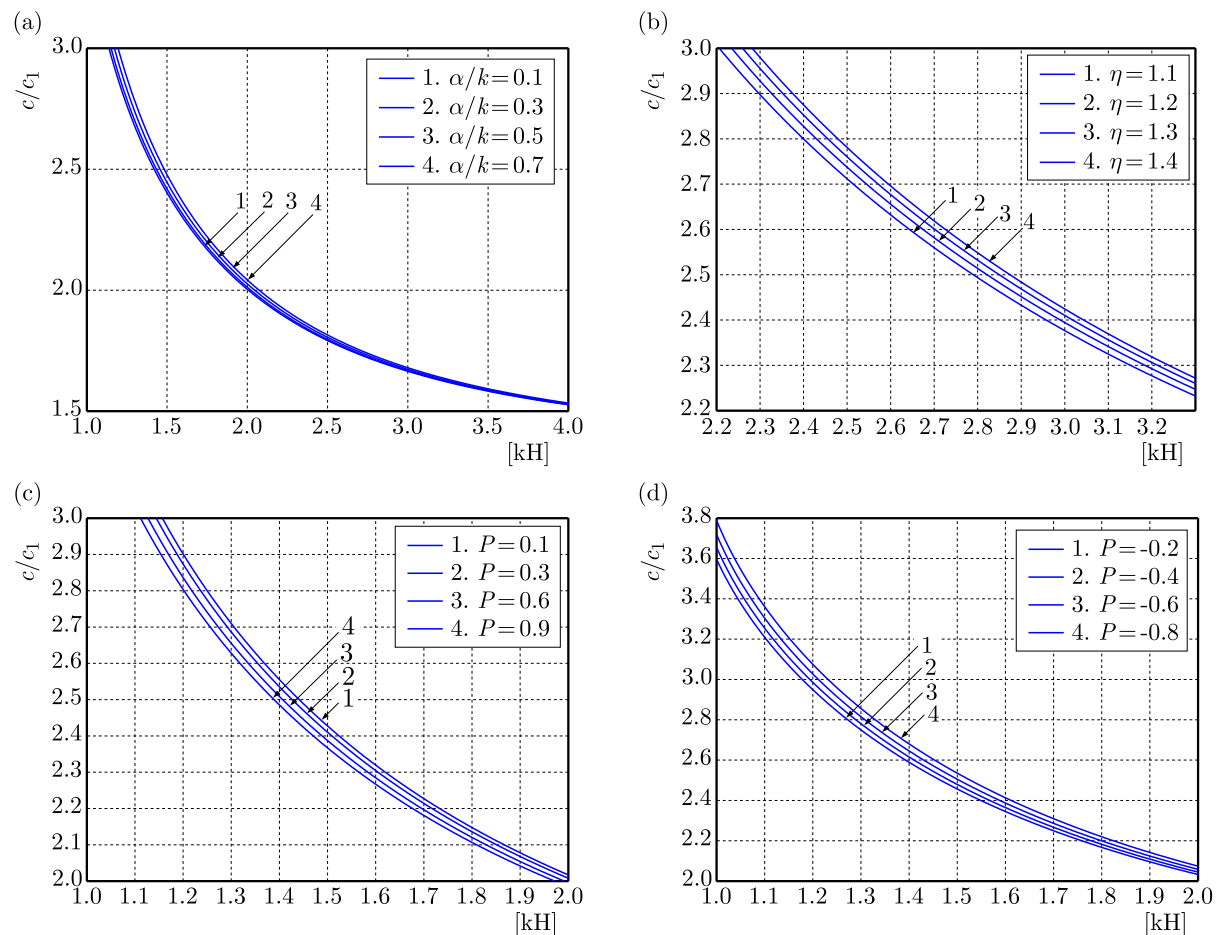 (a)
3.0
2.5
2.0
1.5
c/c₁
1. α/k=0.1
2. α/k=0.3
3. α/k=0.5
4. α/k=0.7
1 2 3 4
1.0 1.5 2.0 2.5 3.0 3.5 4.0
[kH]
(b)
3.0
2.9
2.8
2.7
2.6
2.5
2.4
2.3
2.2
c/c₁
1. η=1.1
2. η=1.2
3. η=1.3
4. η=1.4
1
2
3
4
2.2 2.3 2.4 2.5 2.6 2.7 2.8 2.9 3.0 3.1 3.2
[kH]
(c)
3.0
2.9
2.8
2.7
2.6
2.5
2.4
2.3
2.2
2.1
2.0
c/c₁
1. P=0.1
2. P=0.3
3. P=0.6
4. P=0.9
4
3
2
1
1.0 1.1 1.2 1.3 1.4 1.5 1.6 1.7 1.8 1.9 2.0
[kH]
(d)
3.8
3.6
3.4
3.2
3.0
2.8
2.6
2.4
2.2
2.0
c/c₁
1. P=-0.2
2. P=-0.4
3. P=-0.6
4. P=-0.8
1
2
3
4
1.0 1.1 1.2 1.3 1.4 1.5 1.6 1.7 1.8 1.9 2.0
[kH]